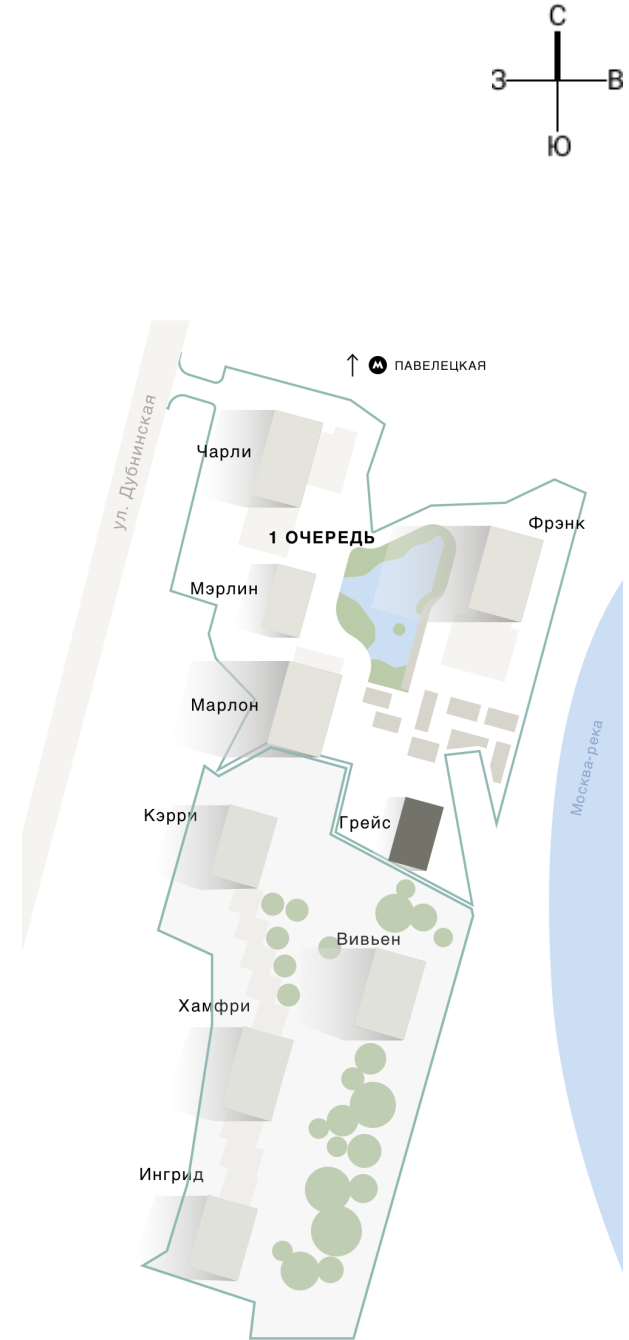 С
З В
Ю
М ПАВЕЛЕЦКАЯ
ул. Дубнинская
Чарли
Фрэнк
1 ОЧЕРЕДЬ
Мэрлин
Марлон
Москва-река
Кэрри
Грейс
Вивьен
Хамфри
Ингрид